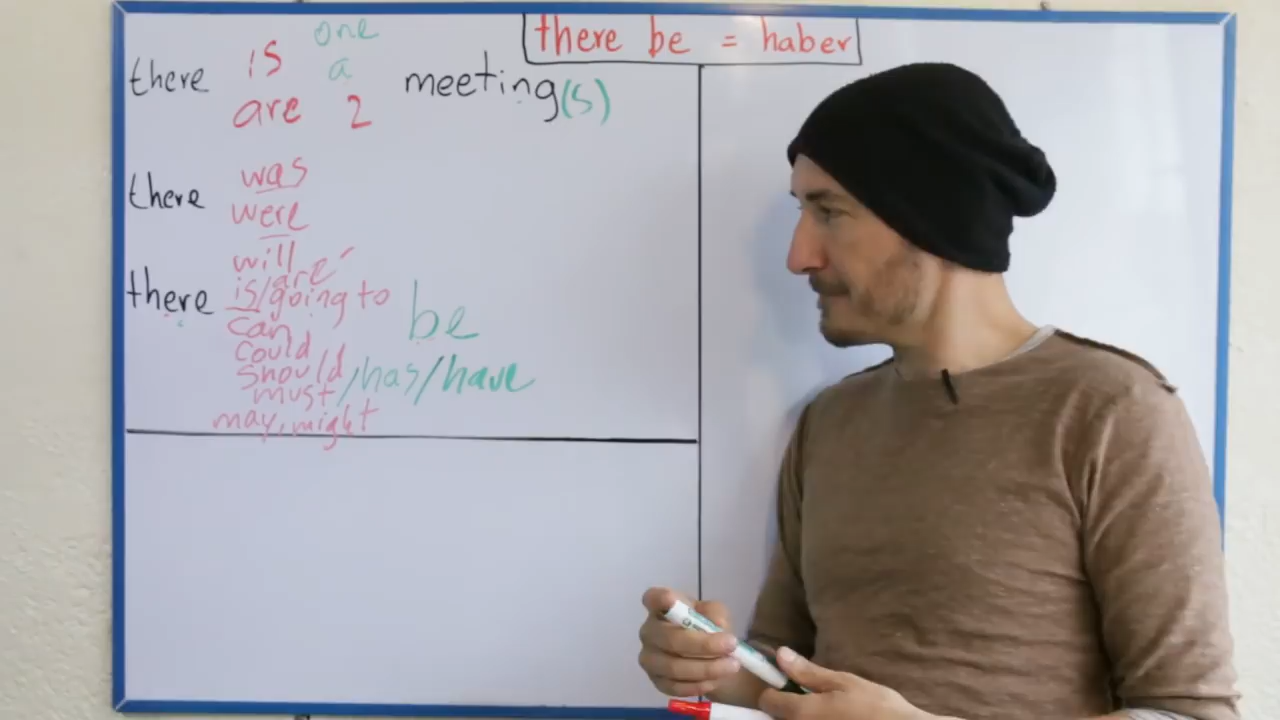 there be = haber
one
there is a meeting(s)
are 2
there was
were
will
are
there is/going to be
can
could
should/has/have
must
may, might